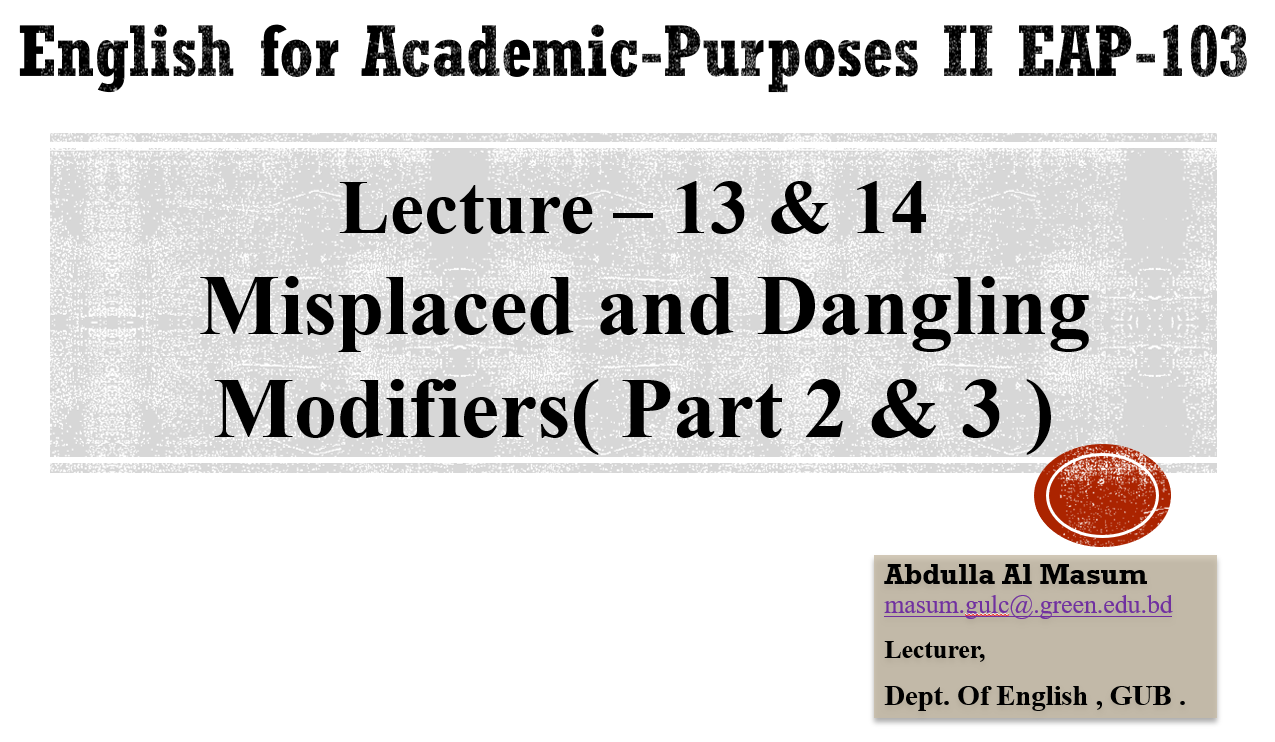 English for Academic-Purposes II EAP-103
Lecture – 13 & 14
Misplaced and Dangling
Modifiers( Part 2 & 3 )
Abdulla Al Masum
masum.gulc@.green.edu.bd
Lecturer,
Dept. Of English , GUB .